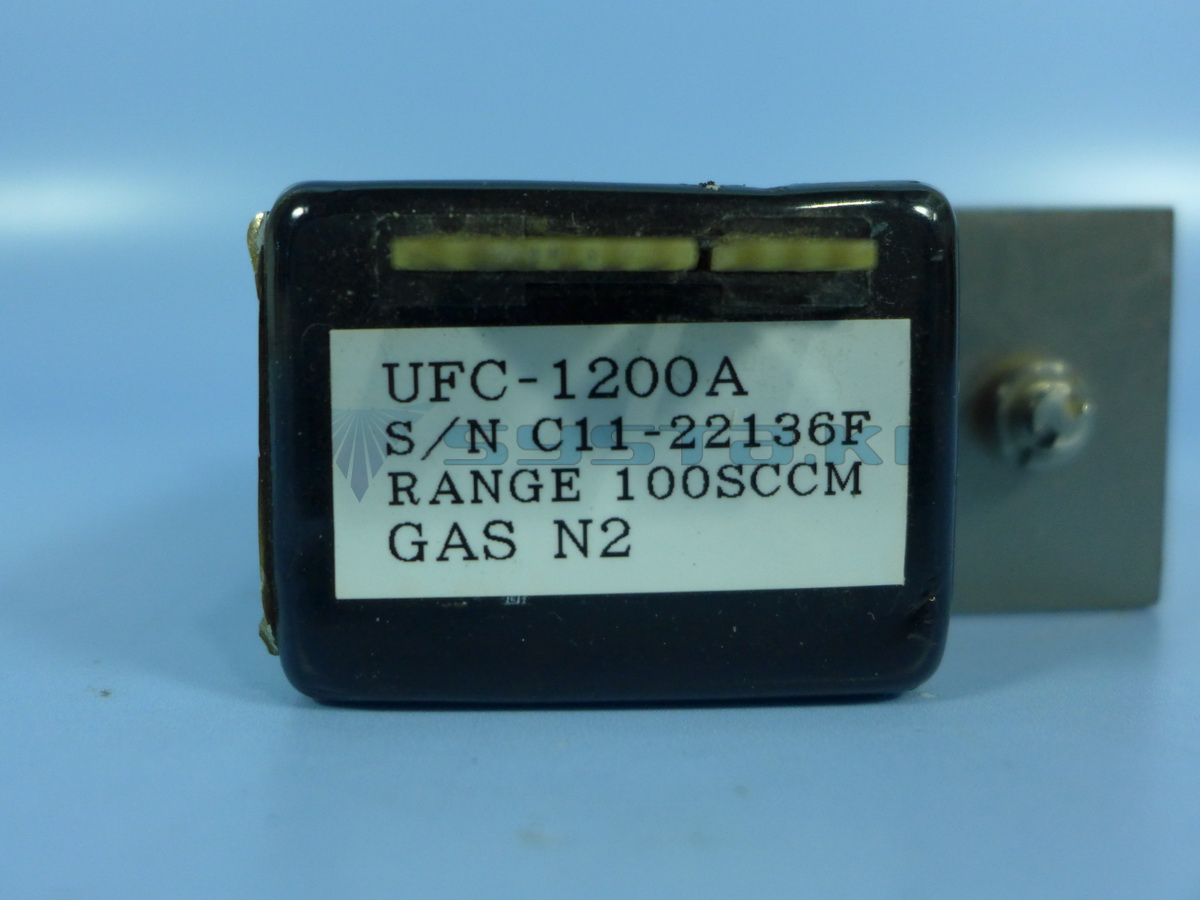 UFC-1200A
S/N C11-22136F
RANGE 100SCCM
GAS N2